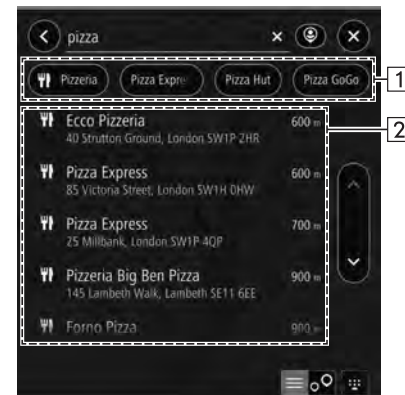 pizza
Pizzeria Pizza Expre Pizza Hut Pizza GoGo
1
2
Ecco Pizzeria 600 m
40 Strutton Ground, London SW1P 2HR
Pizza Express 600 m
85 Victoria Street, London SW1H 0HW
Pizza Express 700 m
25 Millbank, London SW1P 4QP
Pizzeria Big Ben Pizza 900 m
145 Lambeth Walk, Lambeth SE11 6EE
Forno Pizza 900 m